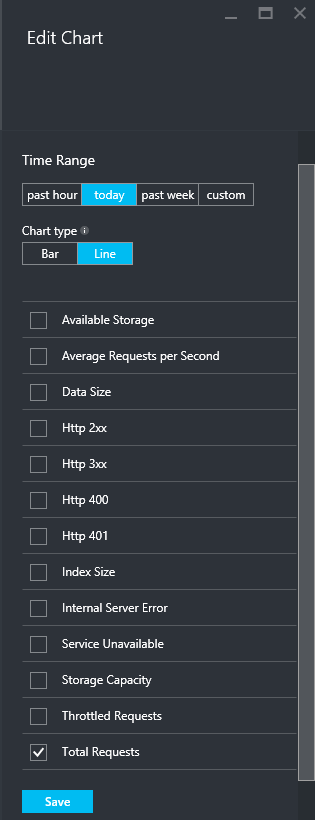 Edit Chart
Time Range
past hour today past week custom
Chart type
Bar Line
Available Storage
Average Requests per Second
Data Size
Http 2xx
Http 3xx
Http 400
Http 401
Index Size
Internal Server Error
Service Unavailable
Storage Capacity
Throttled Requests
Total Requests
Save